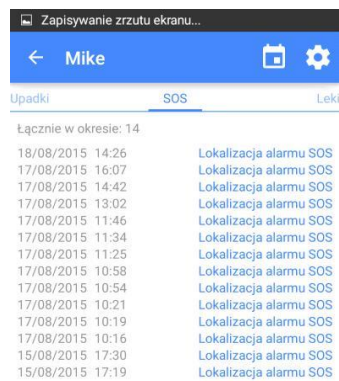 Zapisywanie zrzutu ekranu...
Mike
Upadki SOS Leki
Łącznie w okresie: 14
18/08/2015 14:26 Lokalizacja alarmu SOS
17/08/2015 16:07 Lokalizacja alarmu SOS
17/08/2015 14:42 Lokalizacja alarmu SOS
17/08/2015 13:02 Lokalizacja alarmu SOS
17/08/2015 11:46 Lokalizacja alarmu SOS
17/08/2015 11:34 Lokalizacja alarmu SOS
17/08/2015 11:25 Lokalizacja alarmu SOS
17/08/2015 10:58 Lokalizacja alarmu SOS
17/08/2015 10:54 Lokalizacja alarmu SOS
17/08/2015 10:21 Lokalizacja alarmu SOS
17/08/2015 10:19 Lokalizacja alarmu SOS
17/08/2015 10:16 Lokalizacja alarmu SOS
15/08/2015 17:30 Lokalizacja alarmu SOS
15/08/2015 17:19 Lokalizacja alarmu SOS